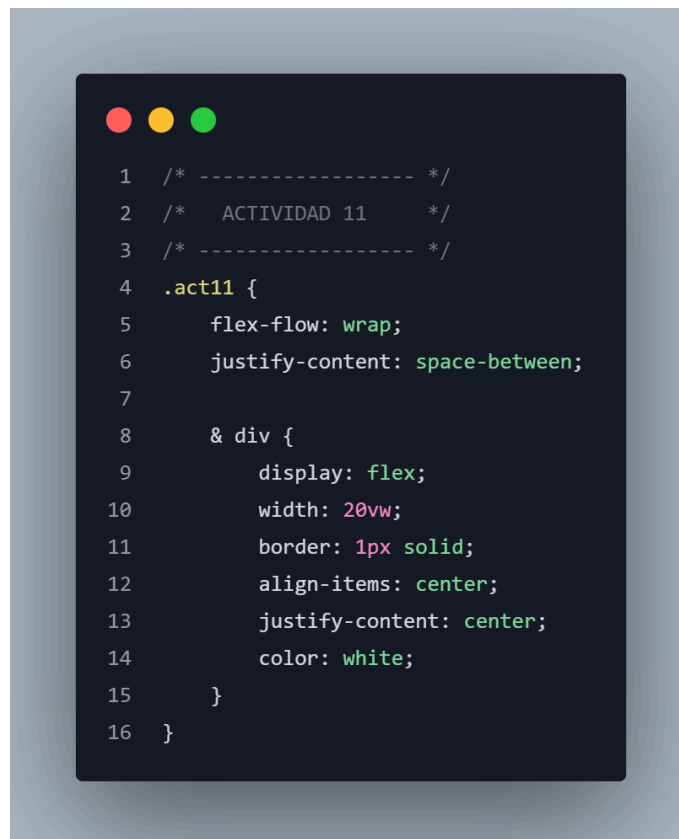 1 /* ------------------ */
2 /*   ACTIVIDAD 11     */
3 /* ------------------ */
4 .act11 {
5     flex-flow: wrap;
6     justify-content: space-between;
7
8     & div {
9         display: flex;
10         width: 20vw;
11         border: 1px solid;
12         align-items: center;
13         justify-content: center;
14         color: white;
15     }
16 }